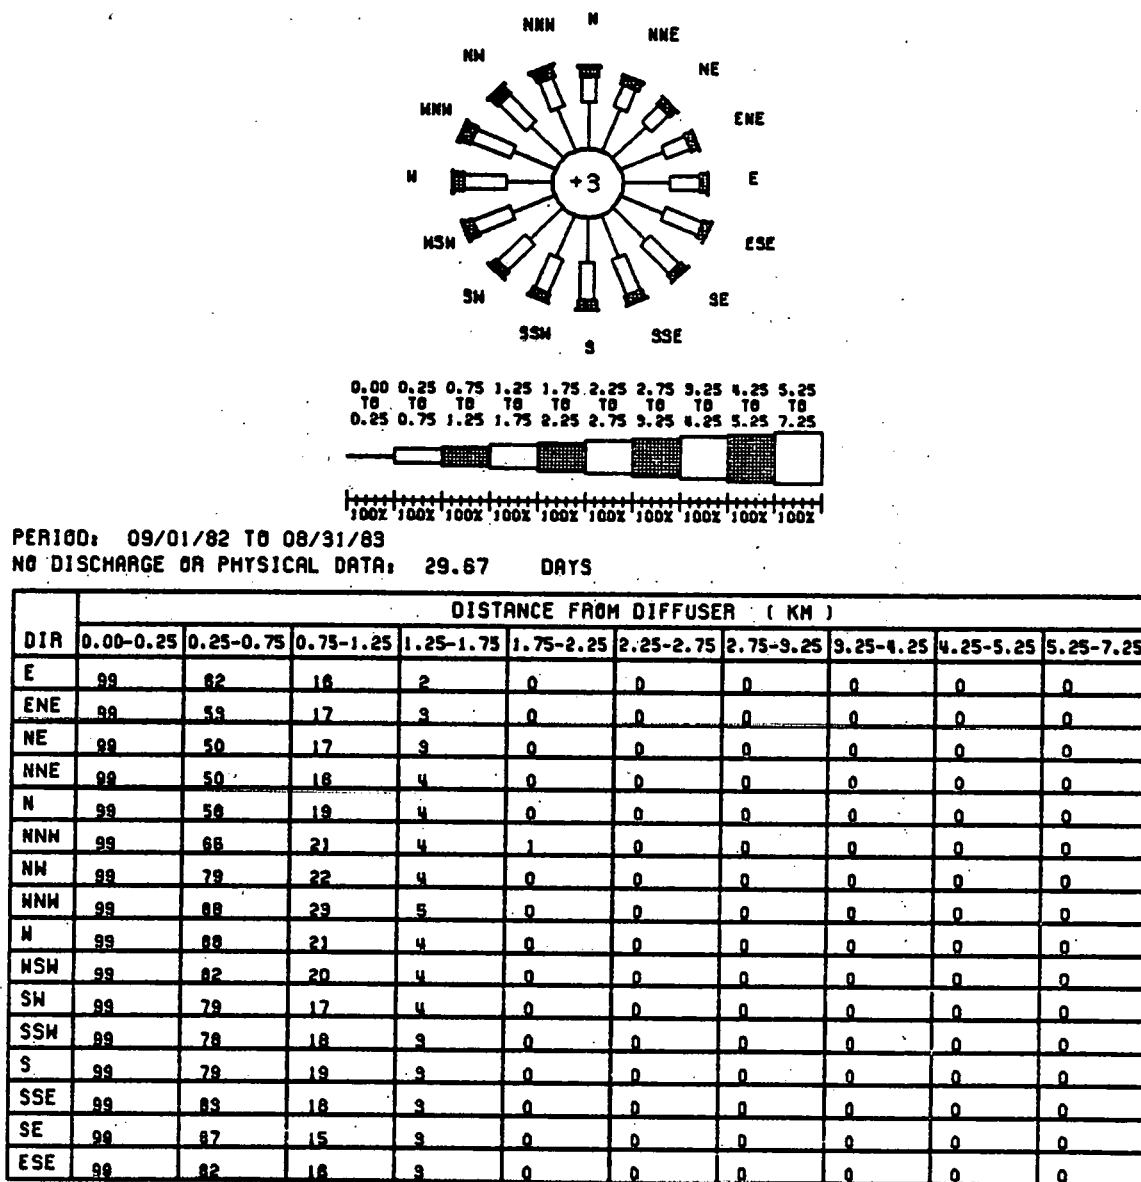 N
NNW
NNE
NW
NE
WNW
ENE
W
+3
E
WSW
ESE
SW
SE
SSW
SSE
S
0.00 0.25 0.75 1.25 1.75 2.25 2.75 3.25 4.25 5.25
TO TO TO TO TO TO TO TO TO TO
0.25 0.75 1.25 1.75 2.25 2.75 3.25 4.25 5.25 7.25
100% 100% 100% 100% 100% 100% 100% 100% 100% 100%
PERIOD: 09/01/82 TO 08/31/83
NO DISCHARGE OR PHYSICAL DATA: 29.67 DAYS
DISTANCE FROM DIFFUSER ( KM )
DIR 0.00-0.25 0.25-0.75 0.75-1.25 1.25-1.75 1.75-2.25 2.25-2.75 2.75-3.25 3.25-4.25 4.25-5.25 5.25-7.25
E 99 62 16 2 0 0 0 0 0 0
ENE 99 53 17 3 0 0 0 0 0 0
NE 99 50 17 3 0 0 0 0 0 0
NNE 99 50 16 4 0 0 0 0 0 0
N 99 56 19 4 0 0 0 0 0 0
NNW 99 66 21 4 1 0 0 0 0 0
NW 99 79 22 4 0 0 0 0 0 0
WNW 99 88 23 5 0 0 0 0 0 0
W 99 88 21 4 0 0 0 0 0 0
WSW 99 82 20 4 0 0 0 0 0 0
SW 99 79 17 4 0 0 0 0 0 0
SSW 99 78 18 3 0 0 0 0 0 0
S 99 79 19 3 0 0 0 0 0 0
SSE 99 83 18 3 0 0 0 0 0 0
SE 99 87 15 3 0 0 0 0 0 0
ESE 99 82 16 3 0 0 0 0 0 0